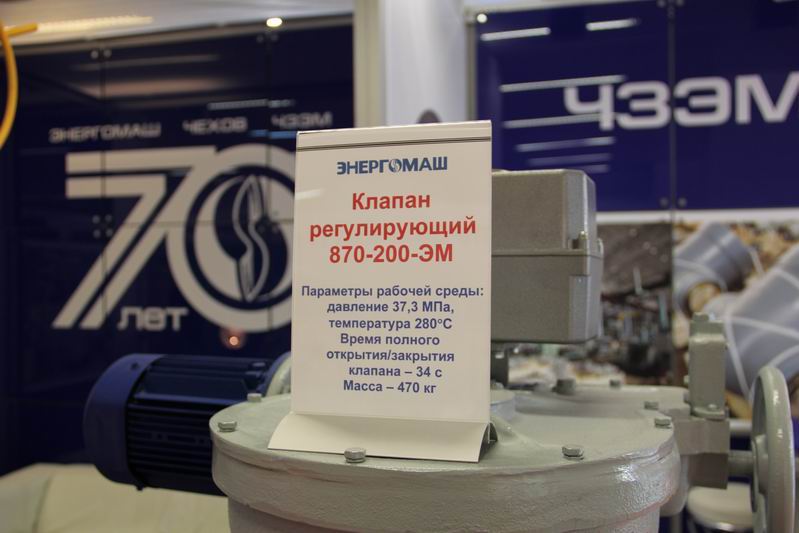 ЭНЕРГОМАШ ЧЕХОВ ЧЗЭМ
70
лет
ЧЗЭМ
ЭНЕРГОМАШ
Клапан
регулирующий
870-200-ЭМ
Параметры рабочей среды:
давление 37,3 МПа,
температура 280°С
Время полного
открытия/закрытия
клапана – 34 с
Масса – 470 кг